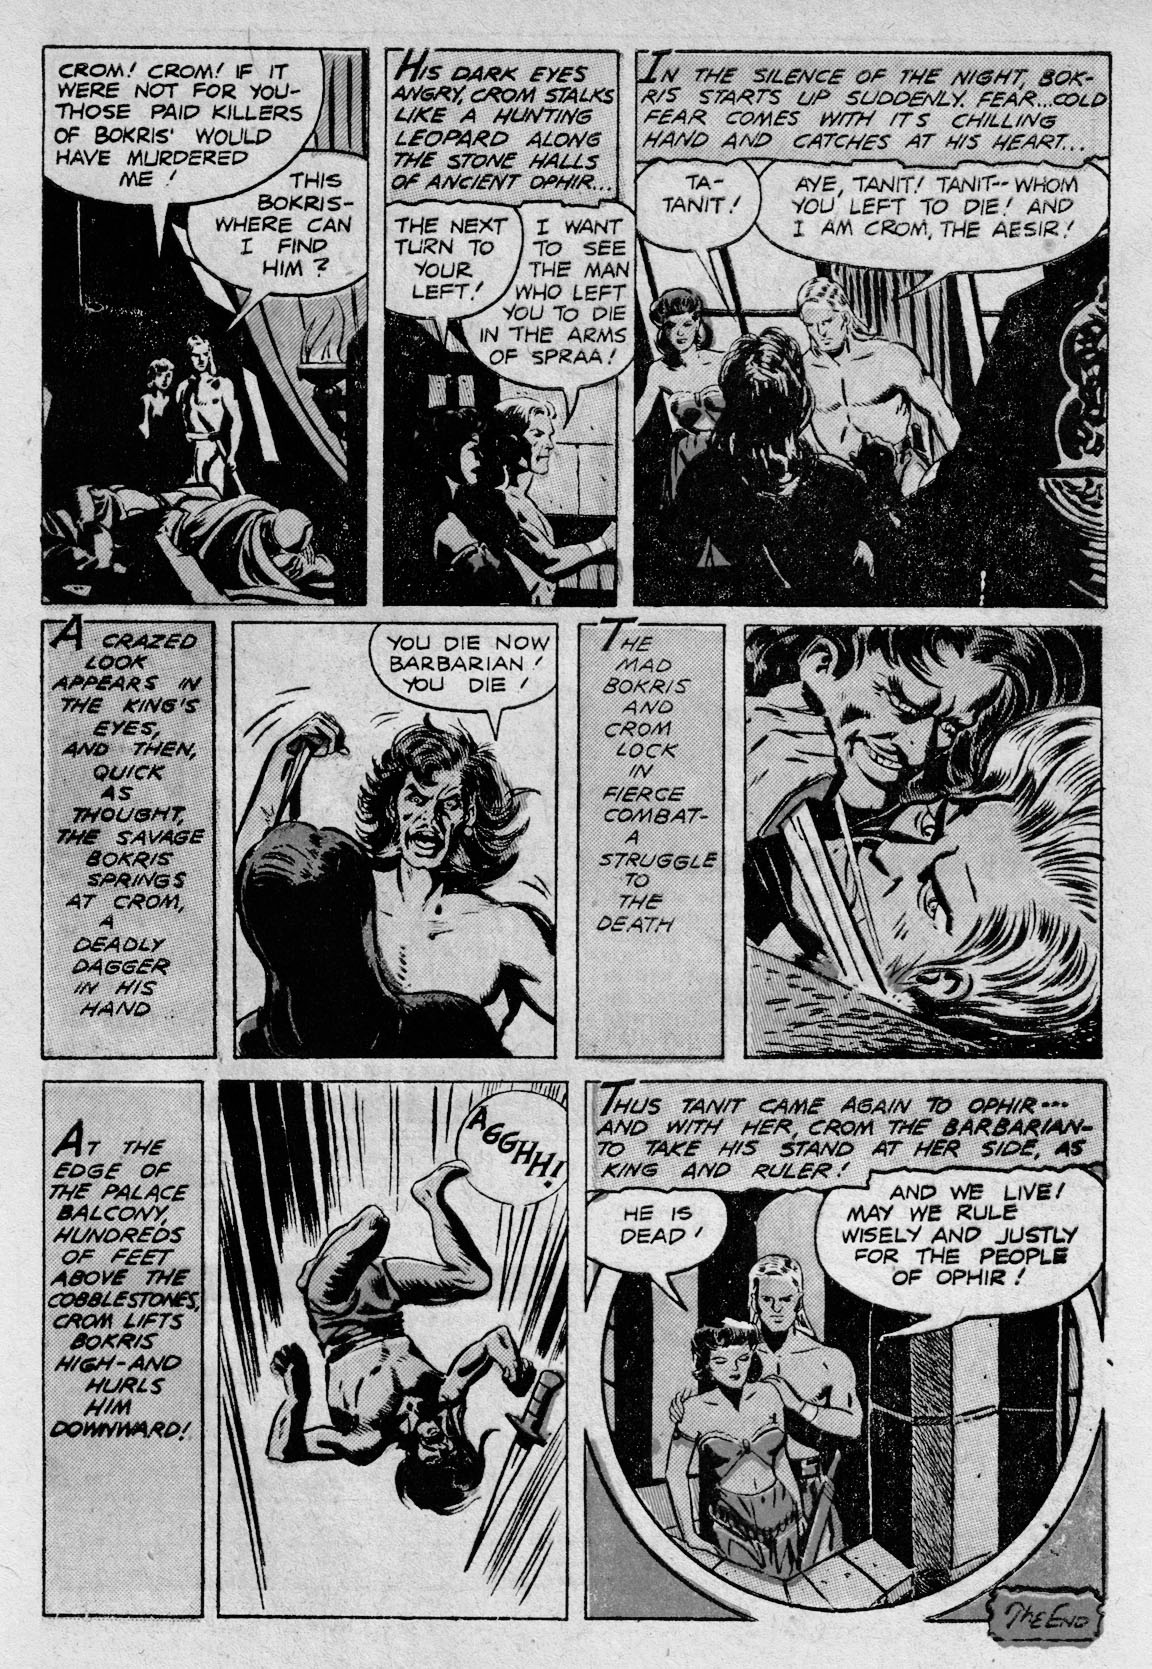 CROM! CROM! IF IT
WERE NOT FOR YOU-
THOSE PAID KILLERS
OF BOKRIS' WOULD
HAVE MURDERED
ME!
THIS
BOKRIS-
WHERE CAN
I FIND
HIM?
HIS DARK EYES
ANGRY, CROM STALKS
LIKE A HUNTING
LEOPARD ALONG
THE STONE HALLS
OF ANCIENT OPHIR...
THE NEXT
TURN TO
YOUR
LEFT!
I WANT
TO SEE
THE MAN
WHO LEFT
YOU TO DIE
IN THE ARMS
OF SPRAA!
IN THE SILENCE OF THE NIGHT, BOK-
RIS STARTS UP SUDDENLY. FEAR...COLD
FEAR COMES WITH ITS CHILLING
HAND AND CATCHES AT HIS HEART...
TA-
TANIT!
AYE, TANIT! TANIT--WHOM
YOU LEFT TO DIE! AND
I AM CROM, THE AESIR!
A CRAZED
LOOK
APPEARS IN
THE KING'S
EYES,
AND THEN,
QUICK
AS
THOUGHT,
THE SAVAGE
BOKRIS
SPRINGS
AT CROM,
A
DEADLY
DAGGER
IN HIS
HAND
YOU DIE NOW
BARBARIAN!
YOU DIE!
THE
MAD
BOKRIS
AND
CROM
LOCK
IN
FIERCE
COMBAT-
A
STRUGGLE
TO
THE
DEATH
AT THE
EDGE OF
THE PALACE
BALCONY,
HUNDREDS
OF FEET
ABOVE THE
COBBLESTONES,
CROM LIFTS
BOKRIS
HIGH-AND
HURLS
HIM
DOWNWARD!
AGGHH!
THUS TANIT CAME AGAIN TO OPHIR---
AND WITH HER, CROM THE BARBARIAN-
TO TAKE HIS STAND AT HER SIDE, AS
KING AND RULER!
HE IS
DEAD!
AND WE LIVE!
MAY WE RULE
WISELY AND JUSTLY
FOR THE PEOPLE
OF OPHIR!
THE END